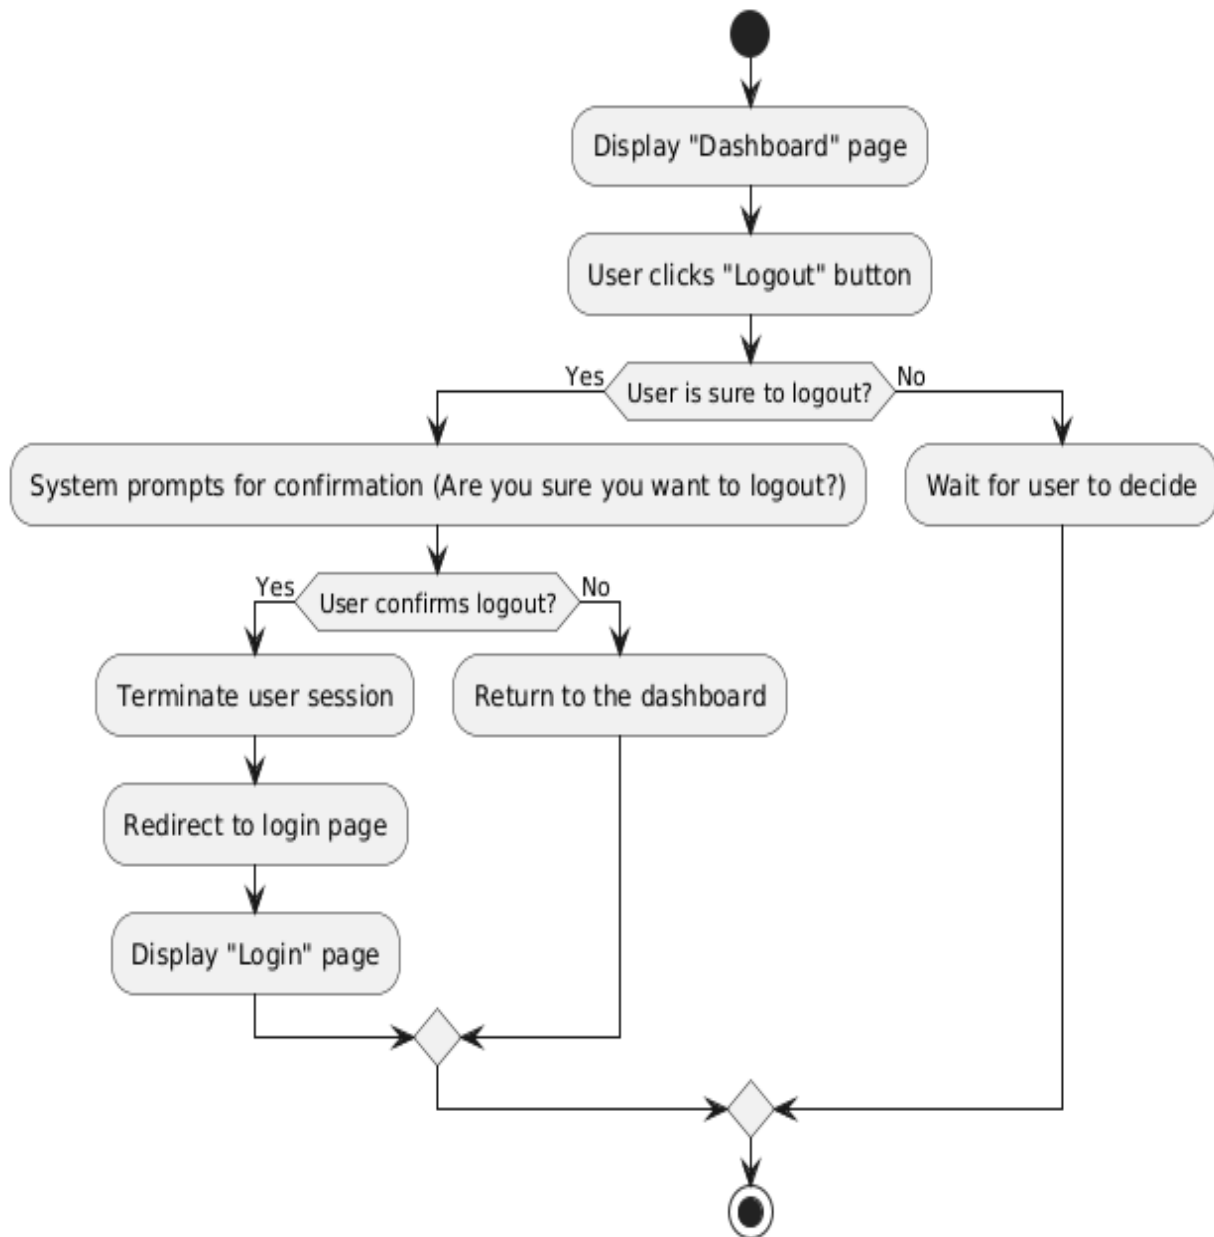 Display "Dashboard" page
User clicks "Logout" button
Yes
User is sure to logout?
No
System prompts for confirmation (Are you sure you want to logout?)
Wait for user to decide
Yes
User confirms logout?
No
Terminate user session
Return to the dashboard
Redirect to login page
Display "Login" page